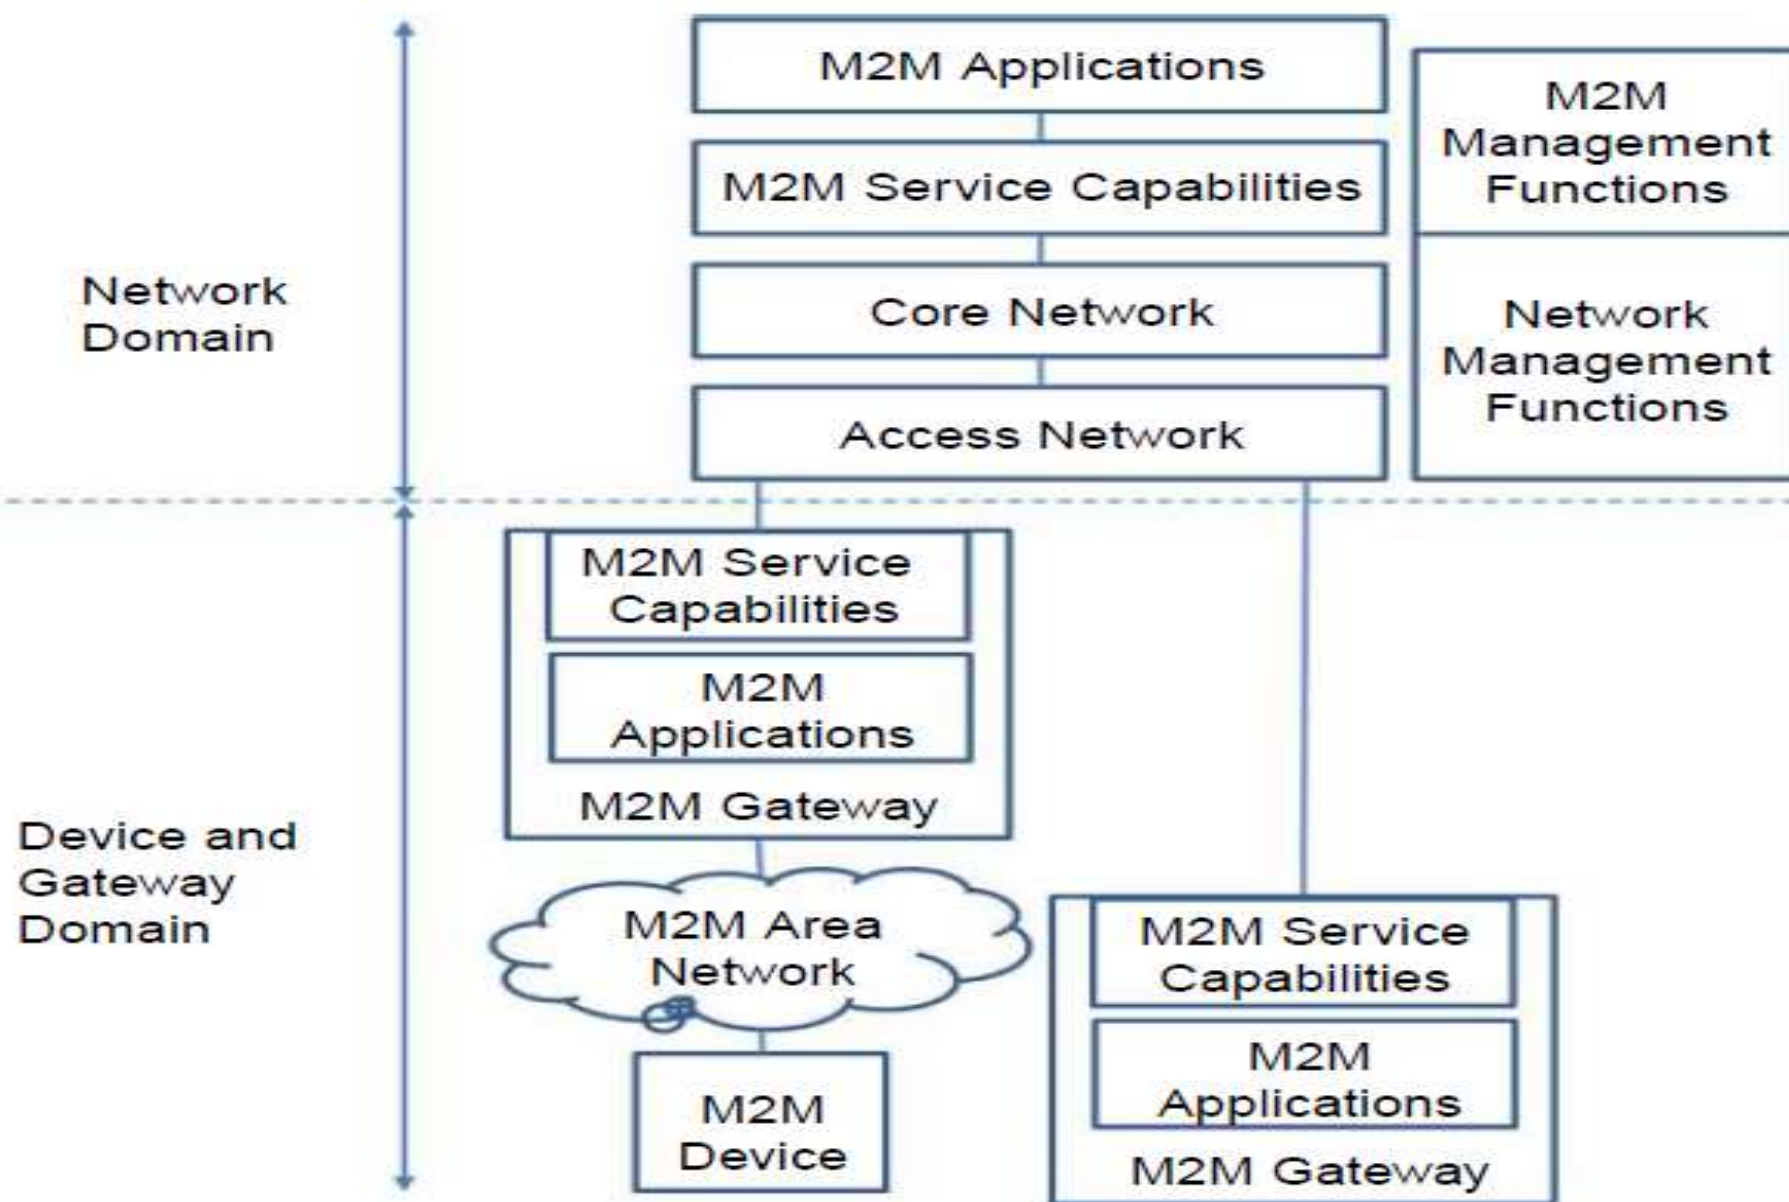 M2M Applications
M2M Service Capabilities
Core Network
Access Network
M2M
Management
Functions
Network
Management
Functions
Network
Domain
M2M Service
Capabilities
M2M
Applications
M2M Gateway
Device and
Gateway
Domain
M2M Area
Network
M2M
Device
M2M Service
Capabilities
M2M
Applications
M2M Gateway